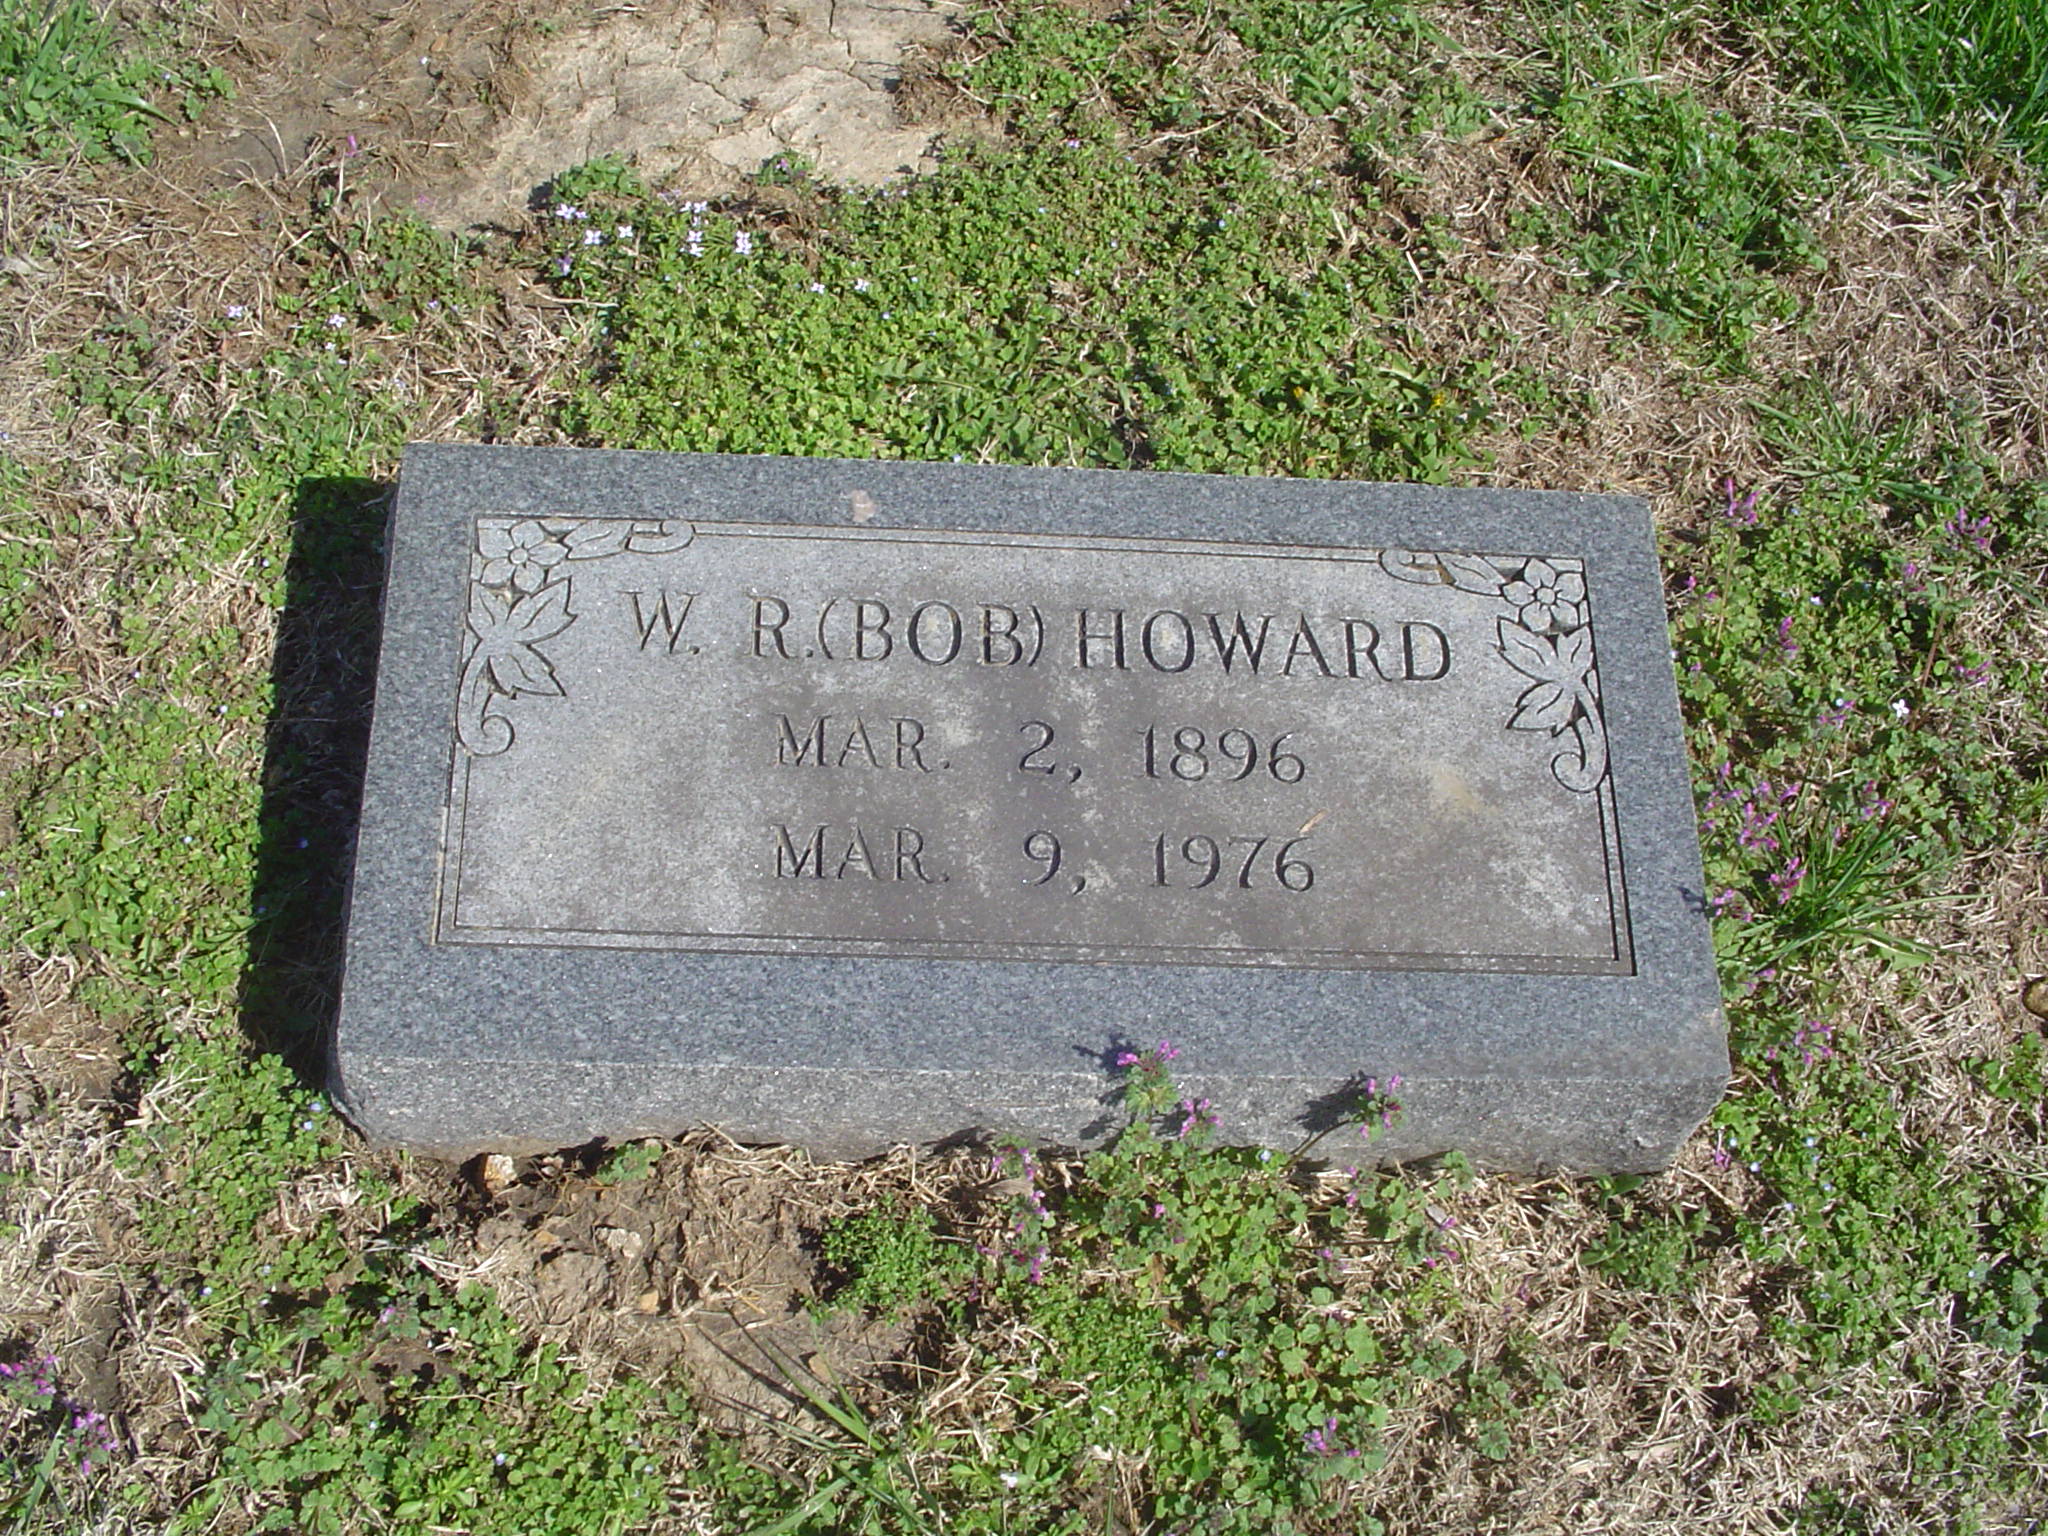 W. R. (BOB) HOWARD
MAR. 2, 1896
MAR. 9, 1976